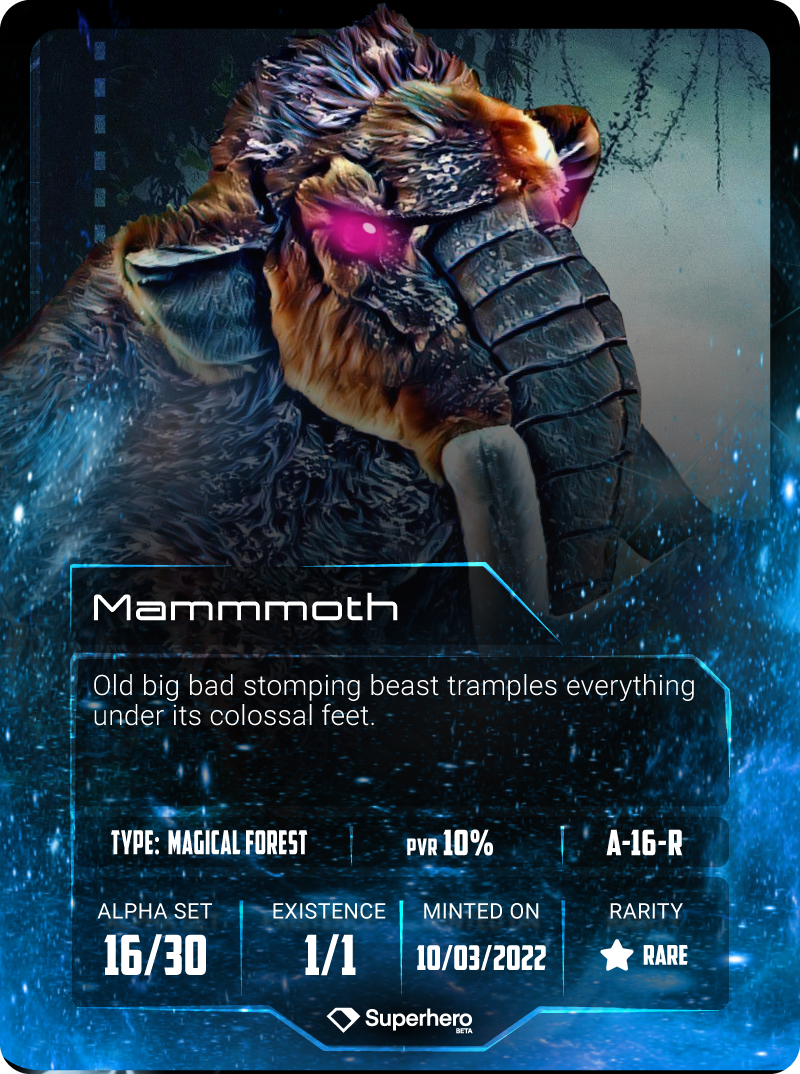 Mammmoth
Old big bad stomping beast tramples everything
under its colossal feet.
TYPE: MAGICAL FOREST
PVR 10%
A-16-R
ALPHA SET
16/30
EXISTENCE
1/1
MINTED ON
10/03/2022
RARITY
RARE
Superhero
BETA